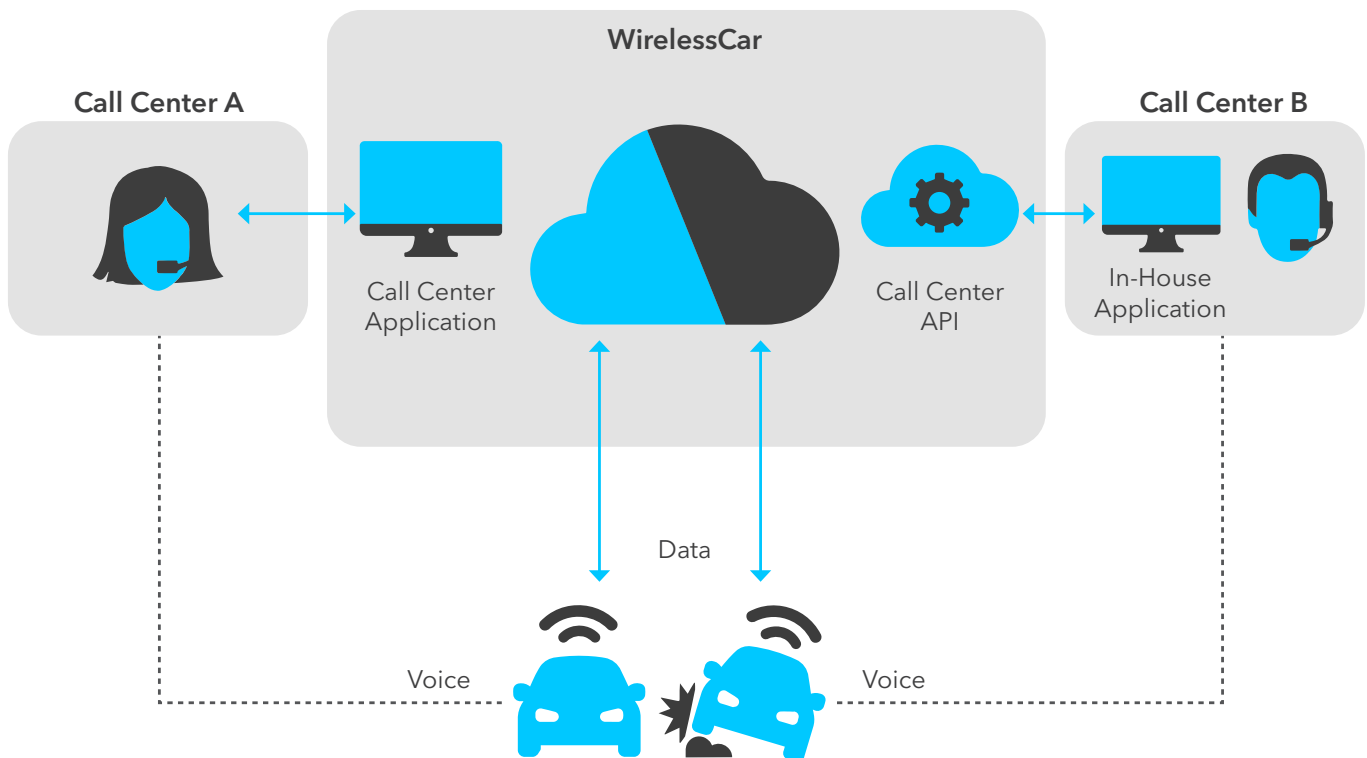 WirelessCar
Call Center A
Call Center B
Call Center
Application
Call Center
API
In-House
Application
Data
Voice
Voice